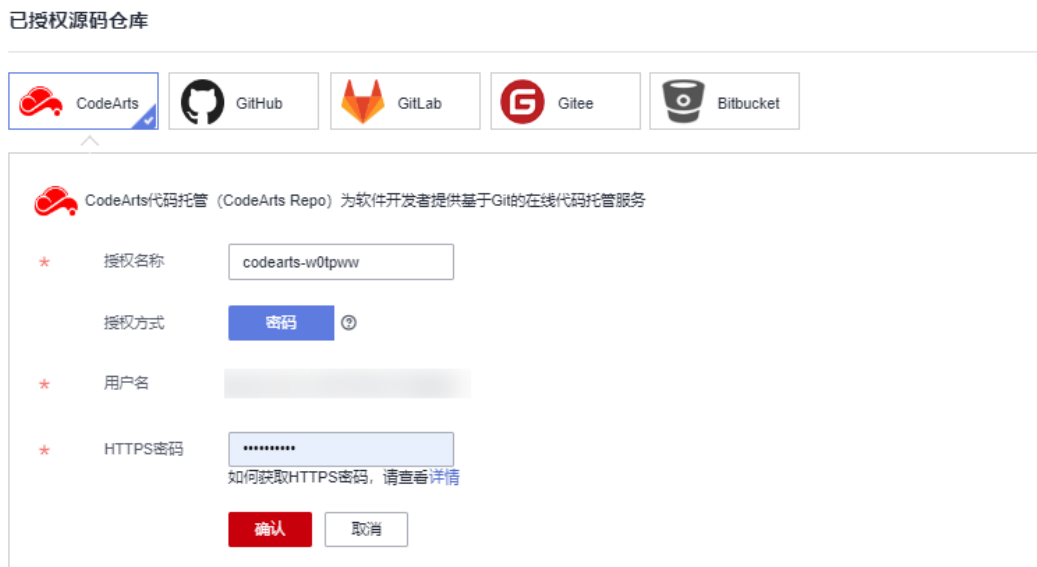 已授权源码仓库
CodeArts GitHub GitLab Gitee Bitbucket
CodeArts代码托管（CodeArts Repo）为软件开发者提供基于Git的在线代码托管服务
* 授权名称 codearts-w0tpww
授权方式 密码 ?
* 用户名
* HTTPS密码 ••••••••••
如何获取HTTPS密码，请查看详情
确认 取消